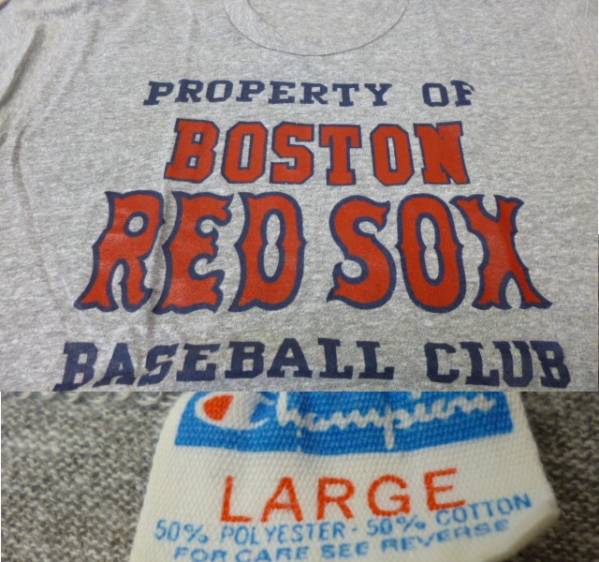 PROPERTY OF
BOSTON
RED SOX
BASEBALL CLUB
Champion
LARGE
50% POLYESTER - 50% COTTON
FOR CARE SEE REVERSE